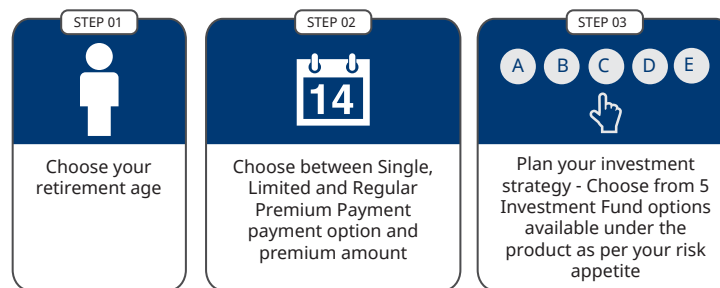 STEP 01
Choose your
retirement age
STEP 02
14
Choose between Single,
Limited and Regular
Premium Payment
payment option and
premium amount
STEP 03
A B C D E
Plan your investment
strategy - Choose from 5
Investment Fund options
available under the
product as per your risk
appetite